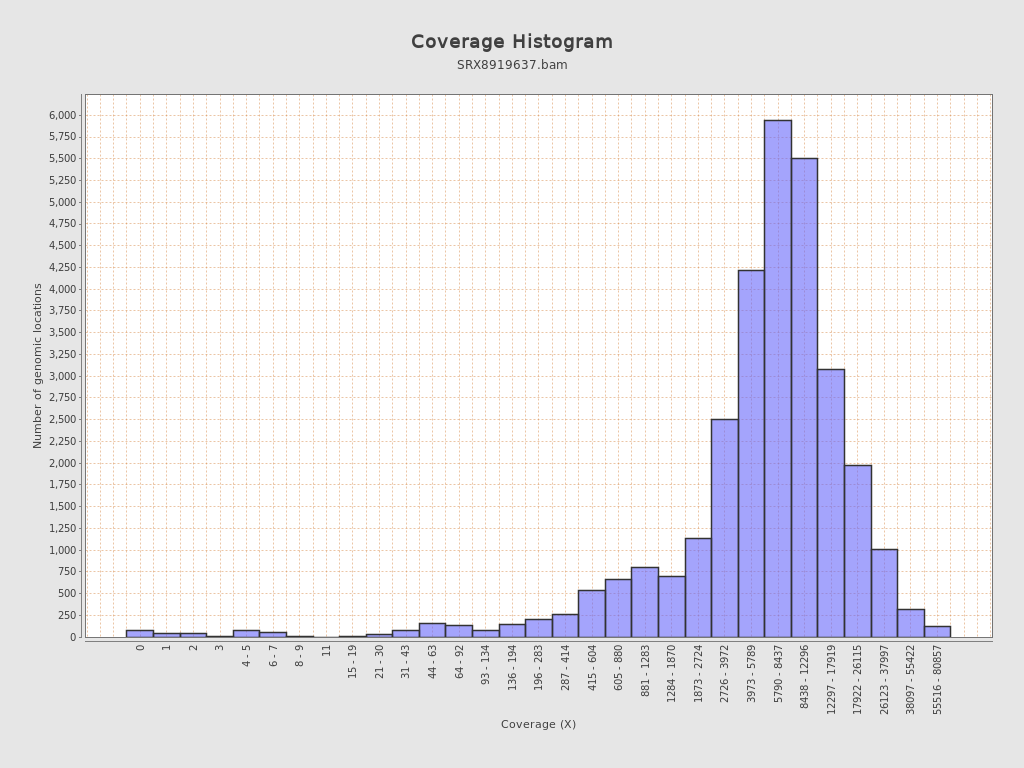 Coverage Histogram
SRX8919637.bam
Number of genomic locations
6,000
5,750
5,500
5,250
5,000
4,750
4,500
4,250
4,000
3,750
3,500
3,250
3,000
2,750
2,500
2,250
2,000
1,750
1,500
1,250
1,000
750
500
250
0
0
1
2
3
4 - 5
6 - 7
8 - 9
11
15 - 19
21 - 30
31 - 43
44 - 63
64 - 92
93 - 134
136 - 194
196 - 283
287 - 414
415 - 604
605 - 880
881 - 1283
1284 - 1870
1873 - 2724
2726 - 3972
3973 - 5789
5790 - 8437
8438 - 12296
12297 - 17919
17922 - 26115
26123 - 37997
38097 - 55422
55516 - 80857
Coverage (X)